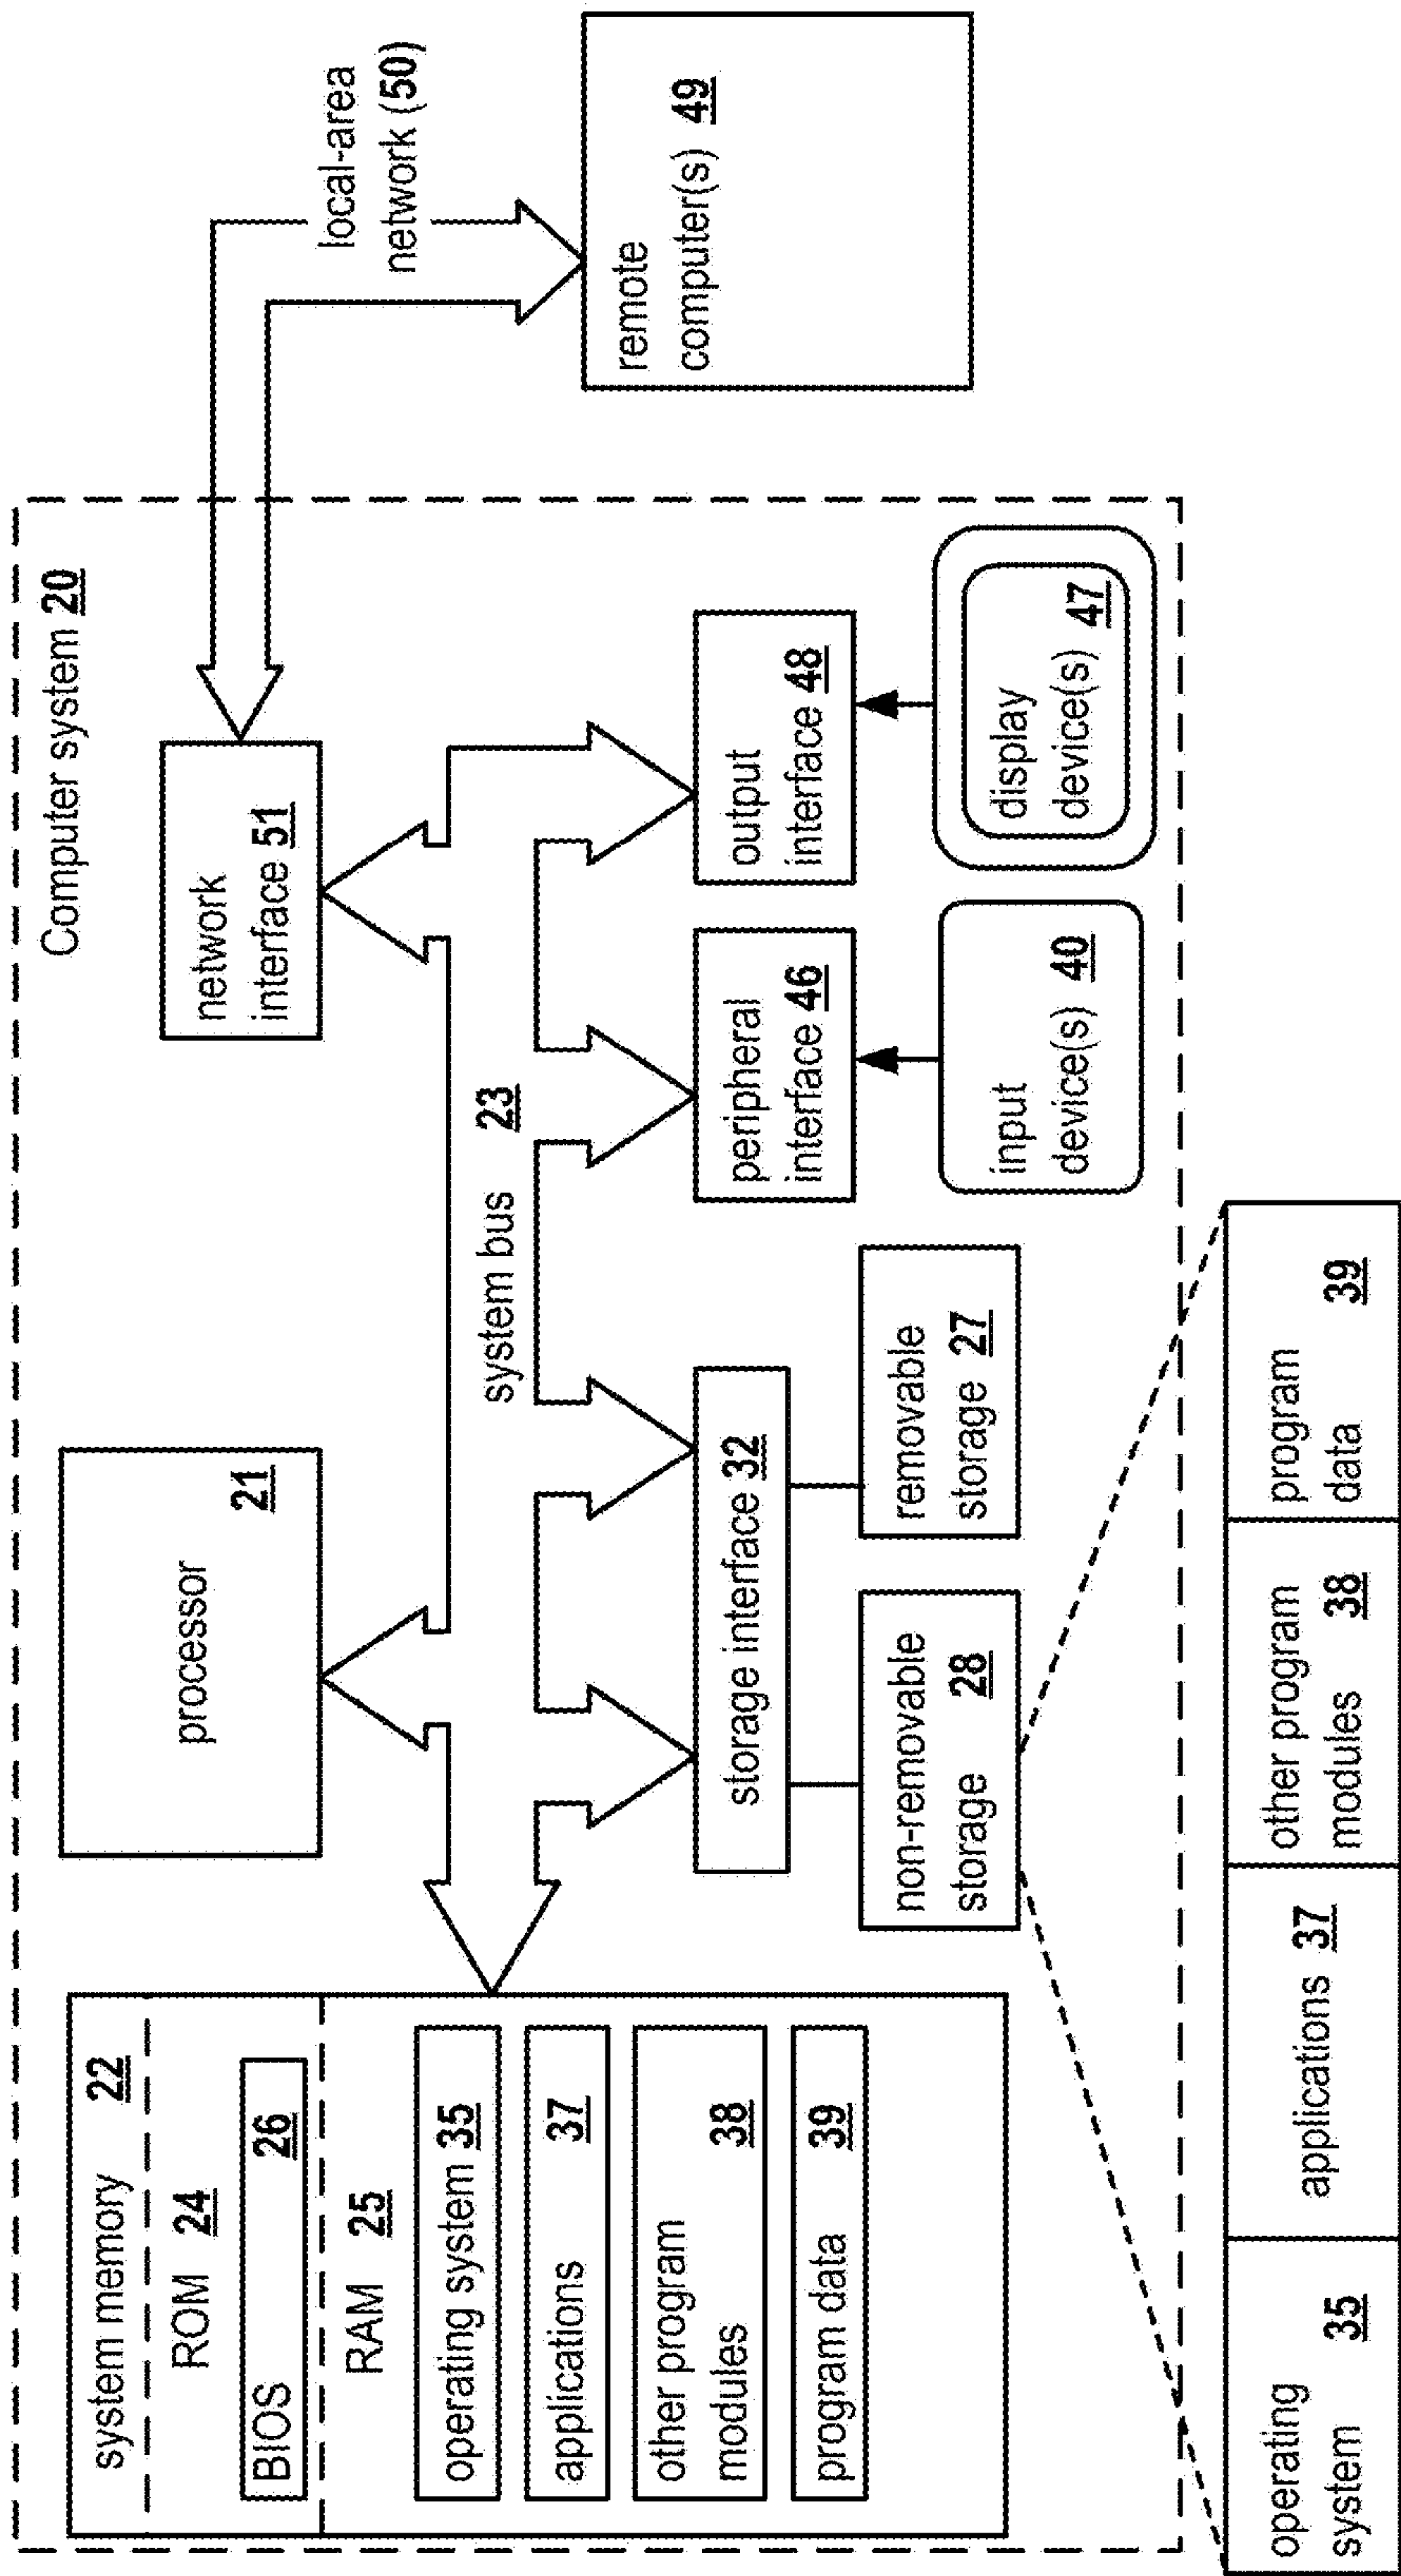 Computer system 20
system memory 22
ROM 24
BIOS 26
RAM 25
operating system 35
applications 37
other program
modules 38
program data 39
processor
21
network
interface 51
local-area
network (50)
system bus 23
storage interface 32
non-removable
storage 28
removable
storage 27
peripheral
interface 46
output
interface 48
input
device(s) 40
display
device(s) 47
remote
computer(s) 49
operating
system 35
applications 37
other program
modules 38
program
data 39